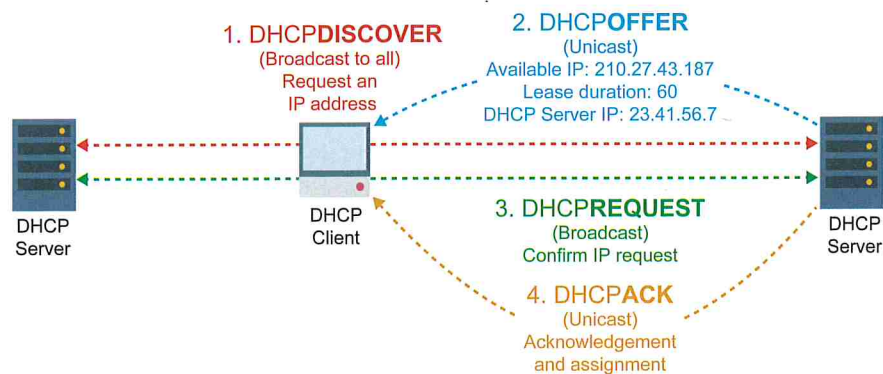 1. DHCPDISCOVER
(Broadcast to all)
Request an
IP address
2. DHCPOFFER
(Unicast)
Available IP: 210.27.43.187
Lease duration: 60
DHCP Server IP: 23.41.56.7
DHCP
Server
DHCP
Client
3. DHCPREQUEST
(Broadcast)
Confirm IP request
DHCP
Server
4. DHCPACK
(Unicast)
Acknowledgement
and assignment